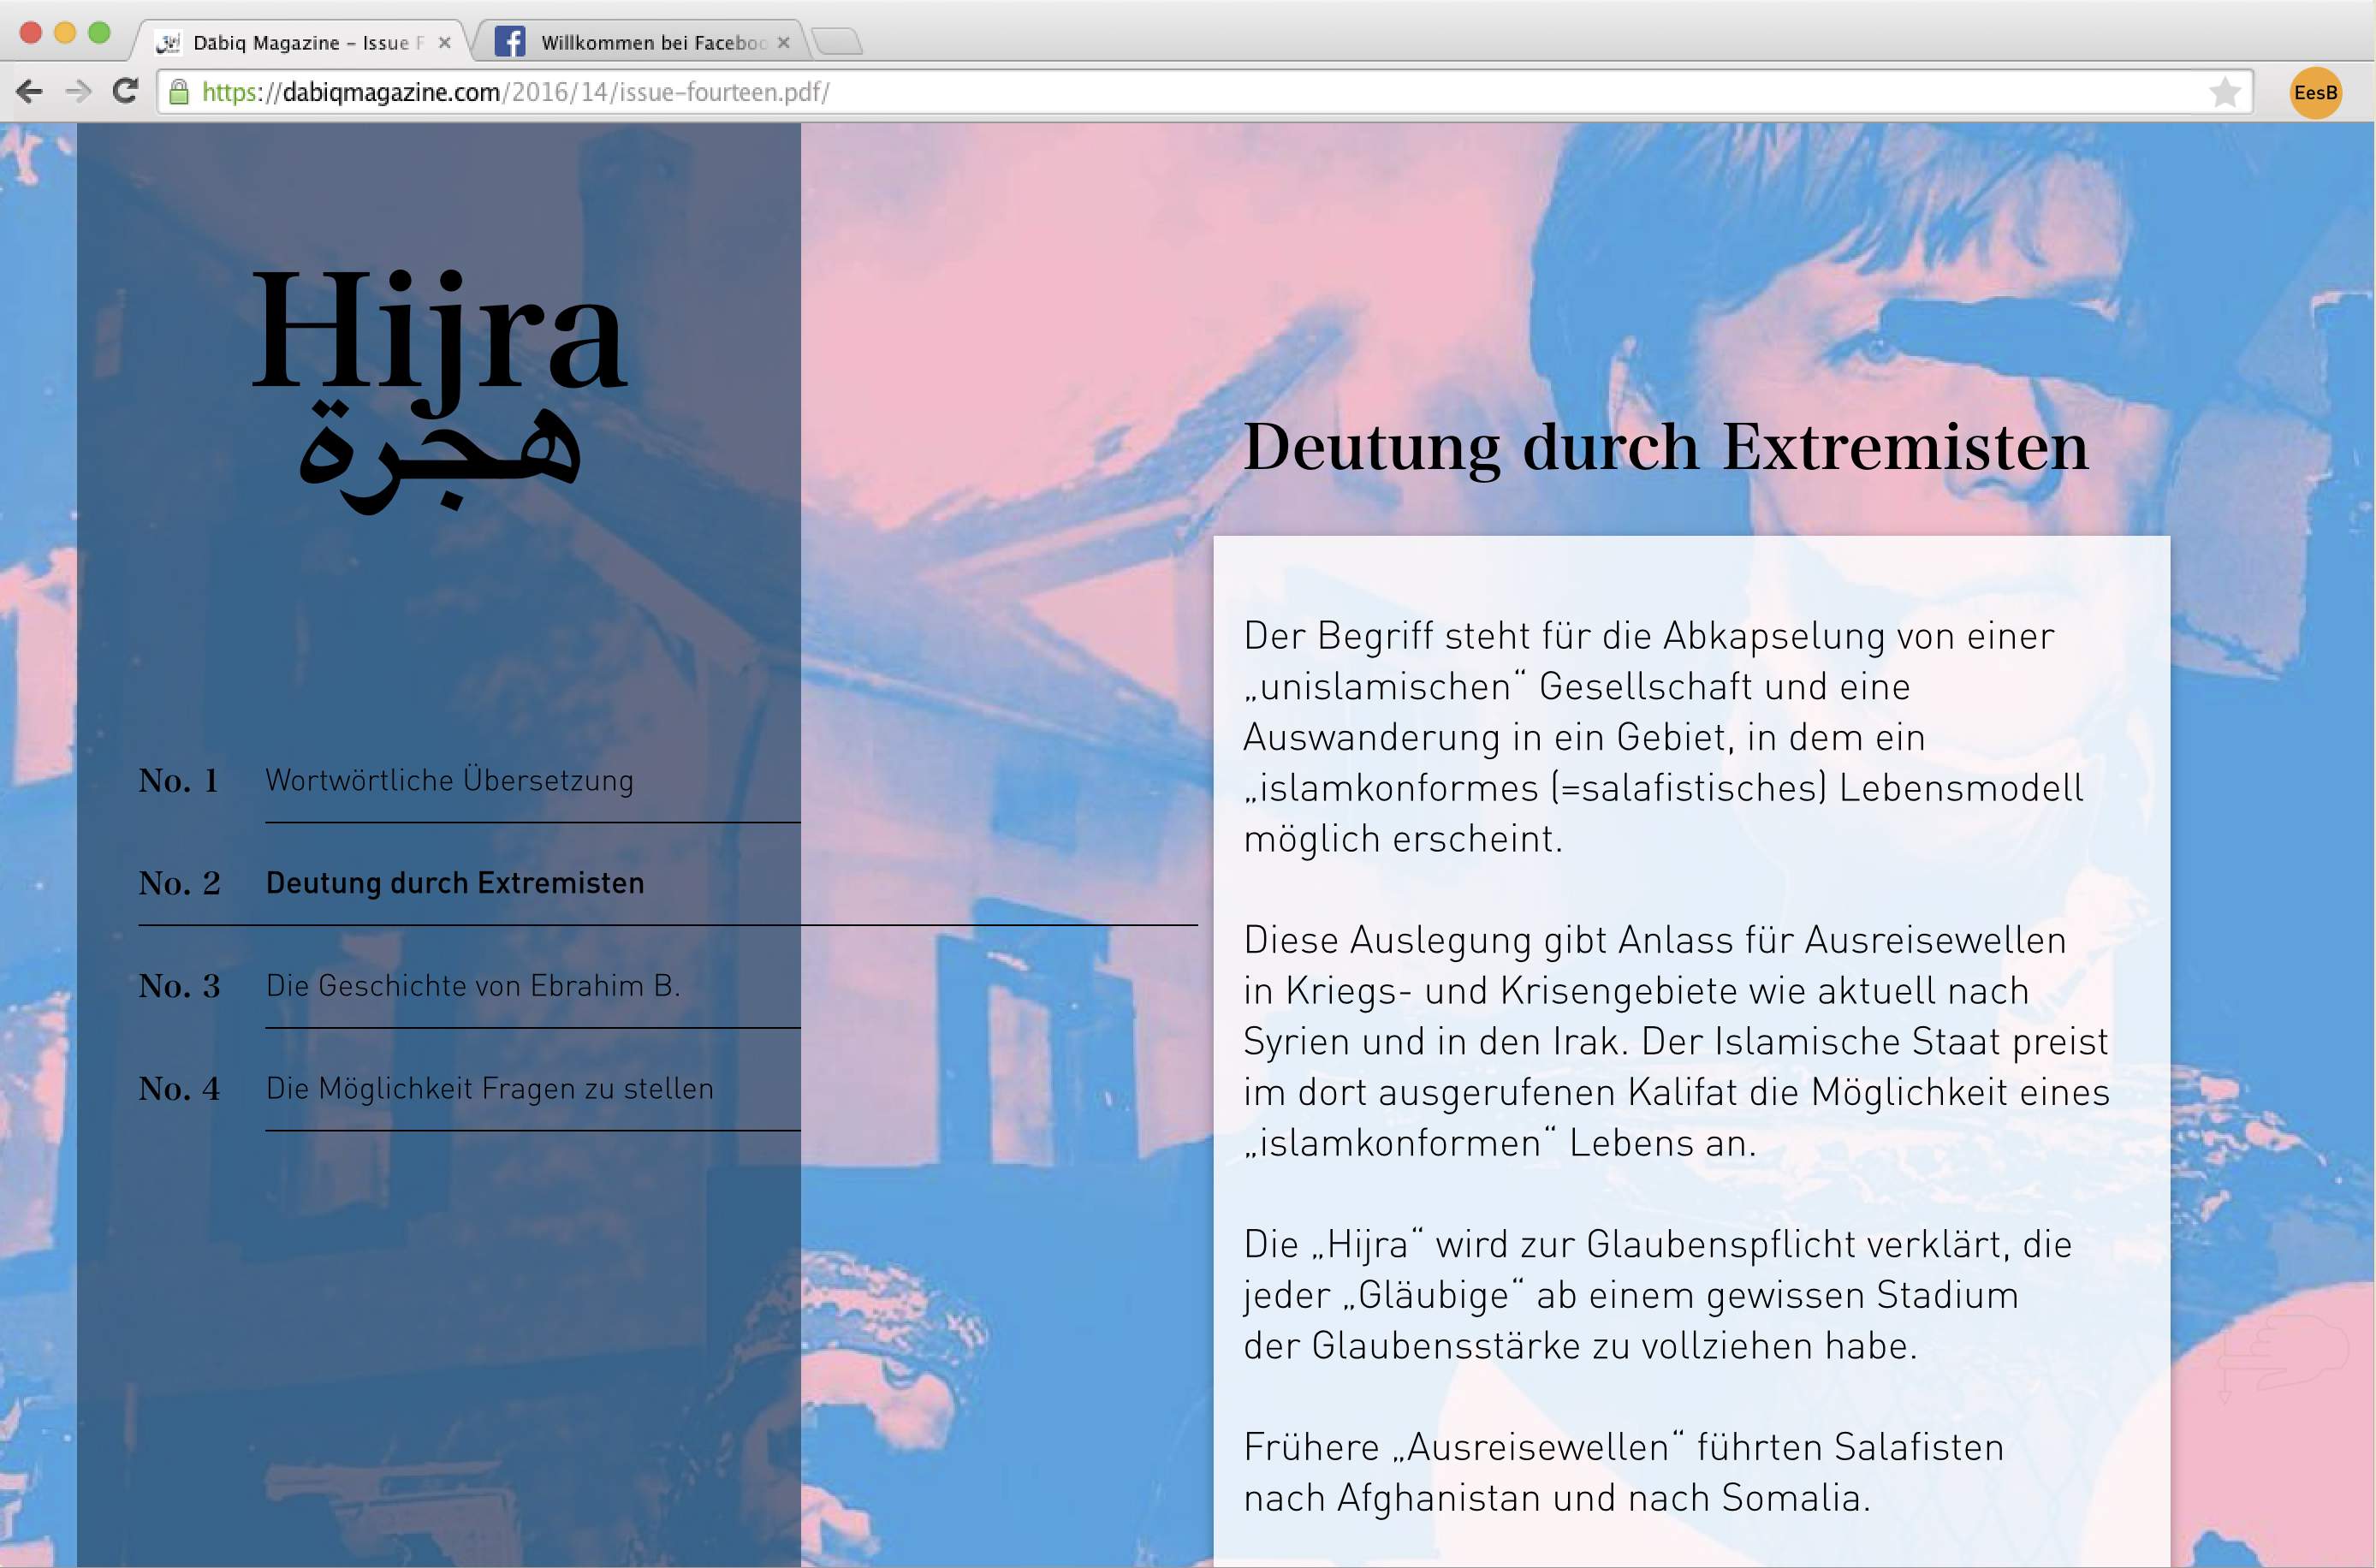 Dabiq Magazine – Issue F
Willkommen bei Faceboo
https://dabiqmagazine.com/2016/14/issue-fourteen.pdf/
EesB
Hijra
هجرة
No. 1 Wortwörtliche Übersetzung
No. 2 Deutung durch Extremisten
No. 3 Die Geschichte von Ebrahim B.
No. 4 Die Möglichkeit Fragen zu stellen
Deutung durch Extremisten
Der Begriff steht für die Abkapselung von einer
„unislamischen“ Gesellschaft und eine
Auswanderung in ein Gebiet, in dem ein
„islamkonformes (=salafistisches) Lebensmodell
möglich erscheint.
Diese Auslegung gibt Anlass für Ausreisewellen
in Kriegs- und Krisengebiete wie aktuell nach
Syrien und in den Irak. Der Islamische Staat preist
im dort ausgerufenen Kalifat die Möglichkeit eines
„islamkonformen“ Lebens an.
Die „Hijra“ wird zur Glaubenspflicht verklärt, die
jeder „Gläubige“ ab einem gewissen Stadium
der Glaubensstärke zu vollziehen habe.
Frühere „Ausreisewellen“ führten Salafisten
nach Afghanistan und nach Somalia.